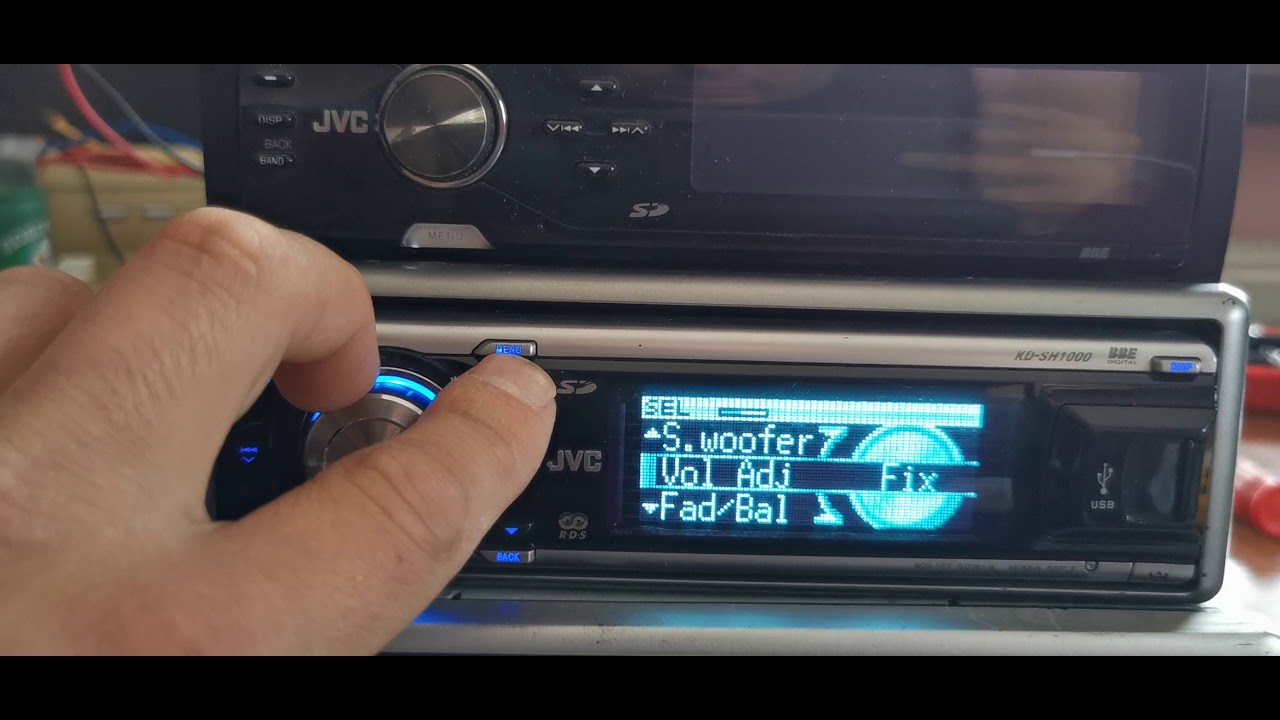 DISP
JVC
BACK
BAND
SD
MENU
BBE
MENU
KD-SH1000
BBE
DIGITAL
DISP
SD
SEL
S.woofer
Vol Adj Fix
Fad/Bal
JVC
USB
R·D·S
BACK